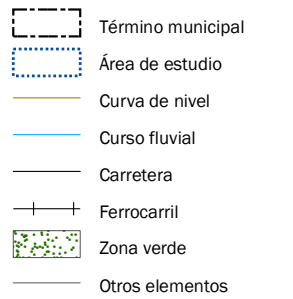 Término municipal
Área de estudio
Curva de nivel
Curso fluvial
Carretera
Ferrocarril
Zona verde
Otros elementos